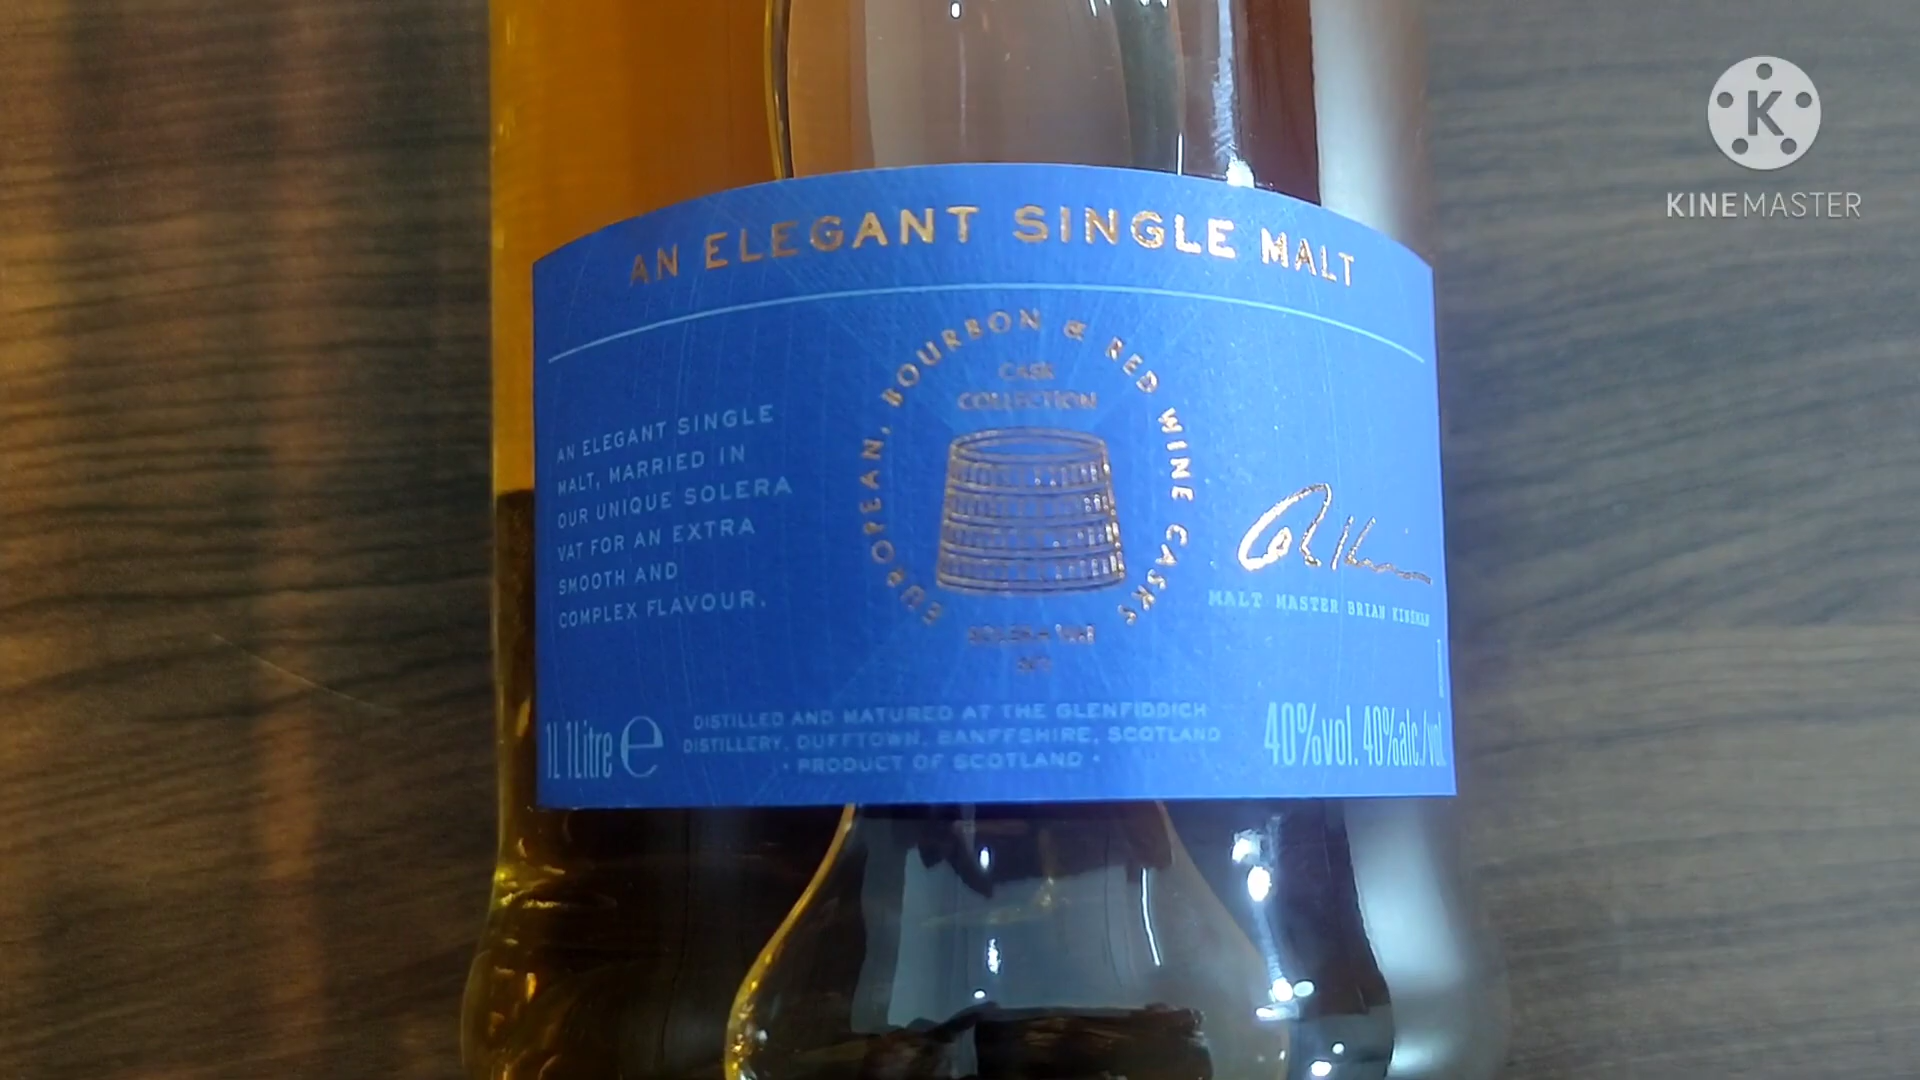 K
KINEMASTER
AN ELEGANT SINGLE MALT
EUROPEAN, BOURBON & RED WINE CASKS
CASK
COLLECTION
AN ELEGANT SINGLE
MALT, MARRIED IN
OUR UNIQUE SOLERA
VAT FOR AN EXTRA
SMOOTH AND
COMPLEX FLAVOUR.
MALT MASTER BRIAN KINSMAN
SOLERA VAT
1L 1Litre e
DISTILLED AND MATURED AT THE GLENFIDDICH
DISTILLERY, DUFFTOWN, BANFFSHIRE, SCOTLAND
• PRODUCT OF SCOTLAND •
40%vol. 40%alc./vol.